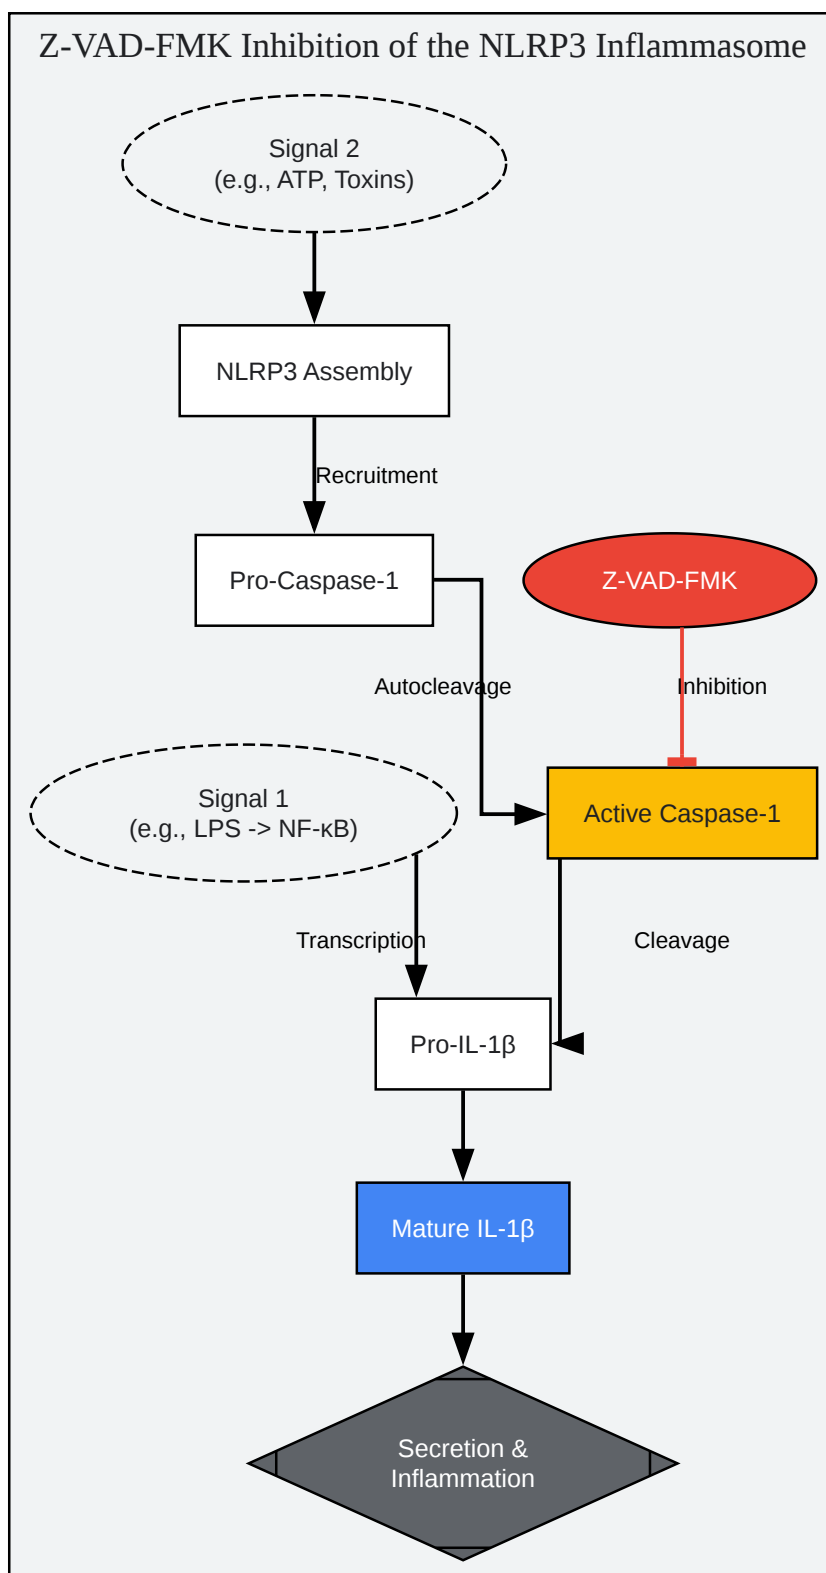 Z-VAD-FMK Inhibition of the NLRP3 Inflammasome
Signal 2
(e.g., ATP, Toxins)
NLRP3 Assembly
Recruitment
Pro-Caspase-1
Z-VAD-FMK
Autocleavage
Inhibition
Signal 1
(e.g., LPS -> NF-κB)
Active Caspase-1
Transcription
Cleavage
Pro-IL-1β
Mature IL-1β
Secretion &
Inflammation